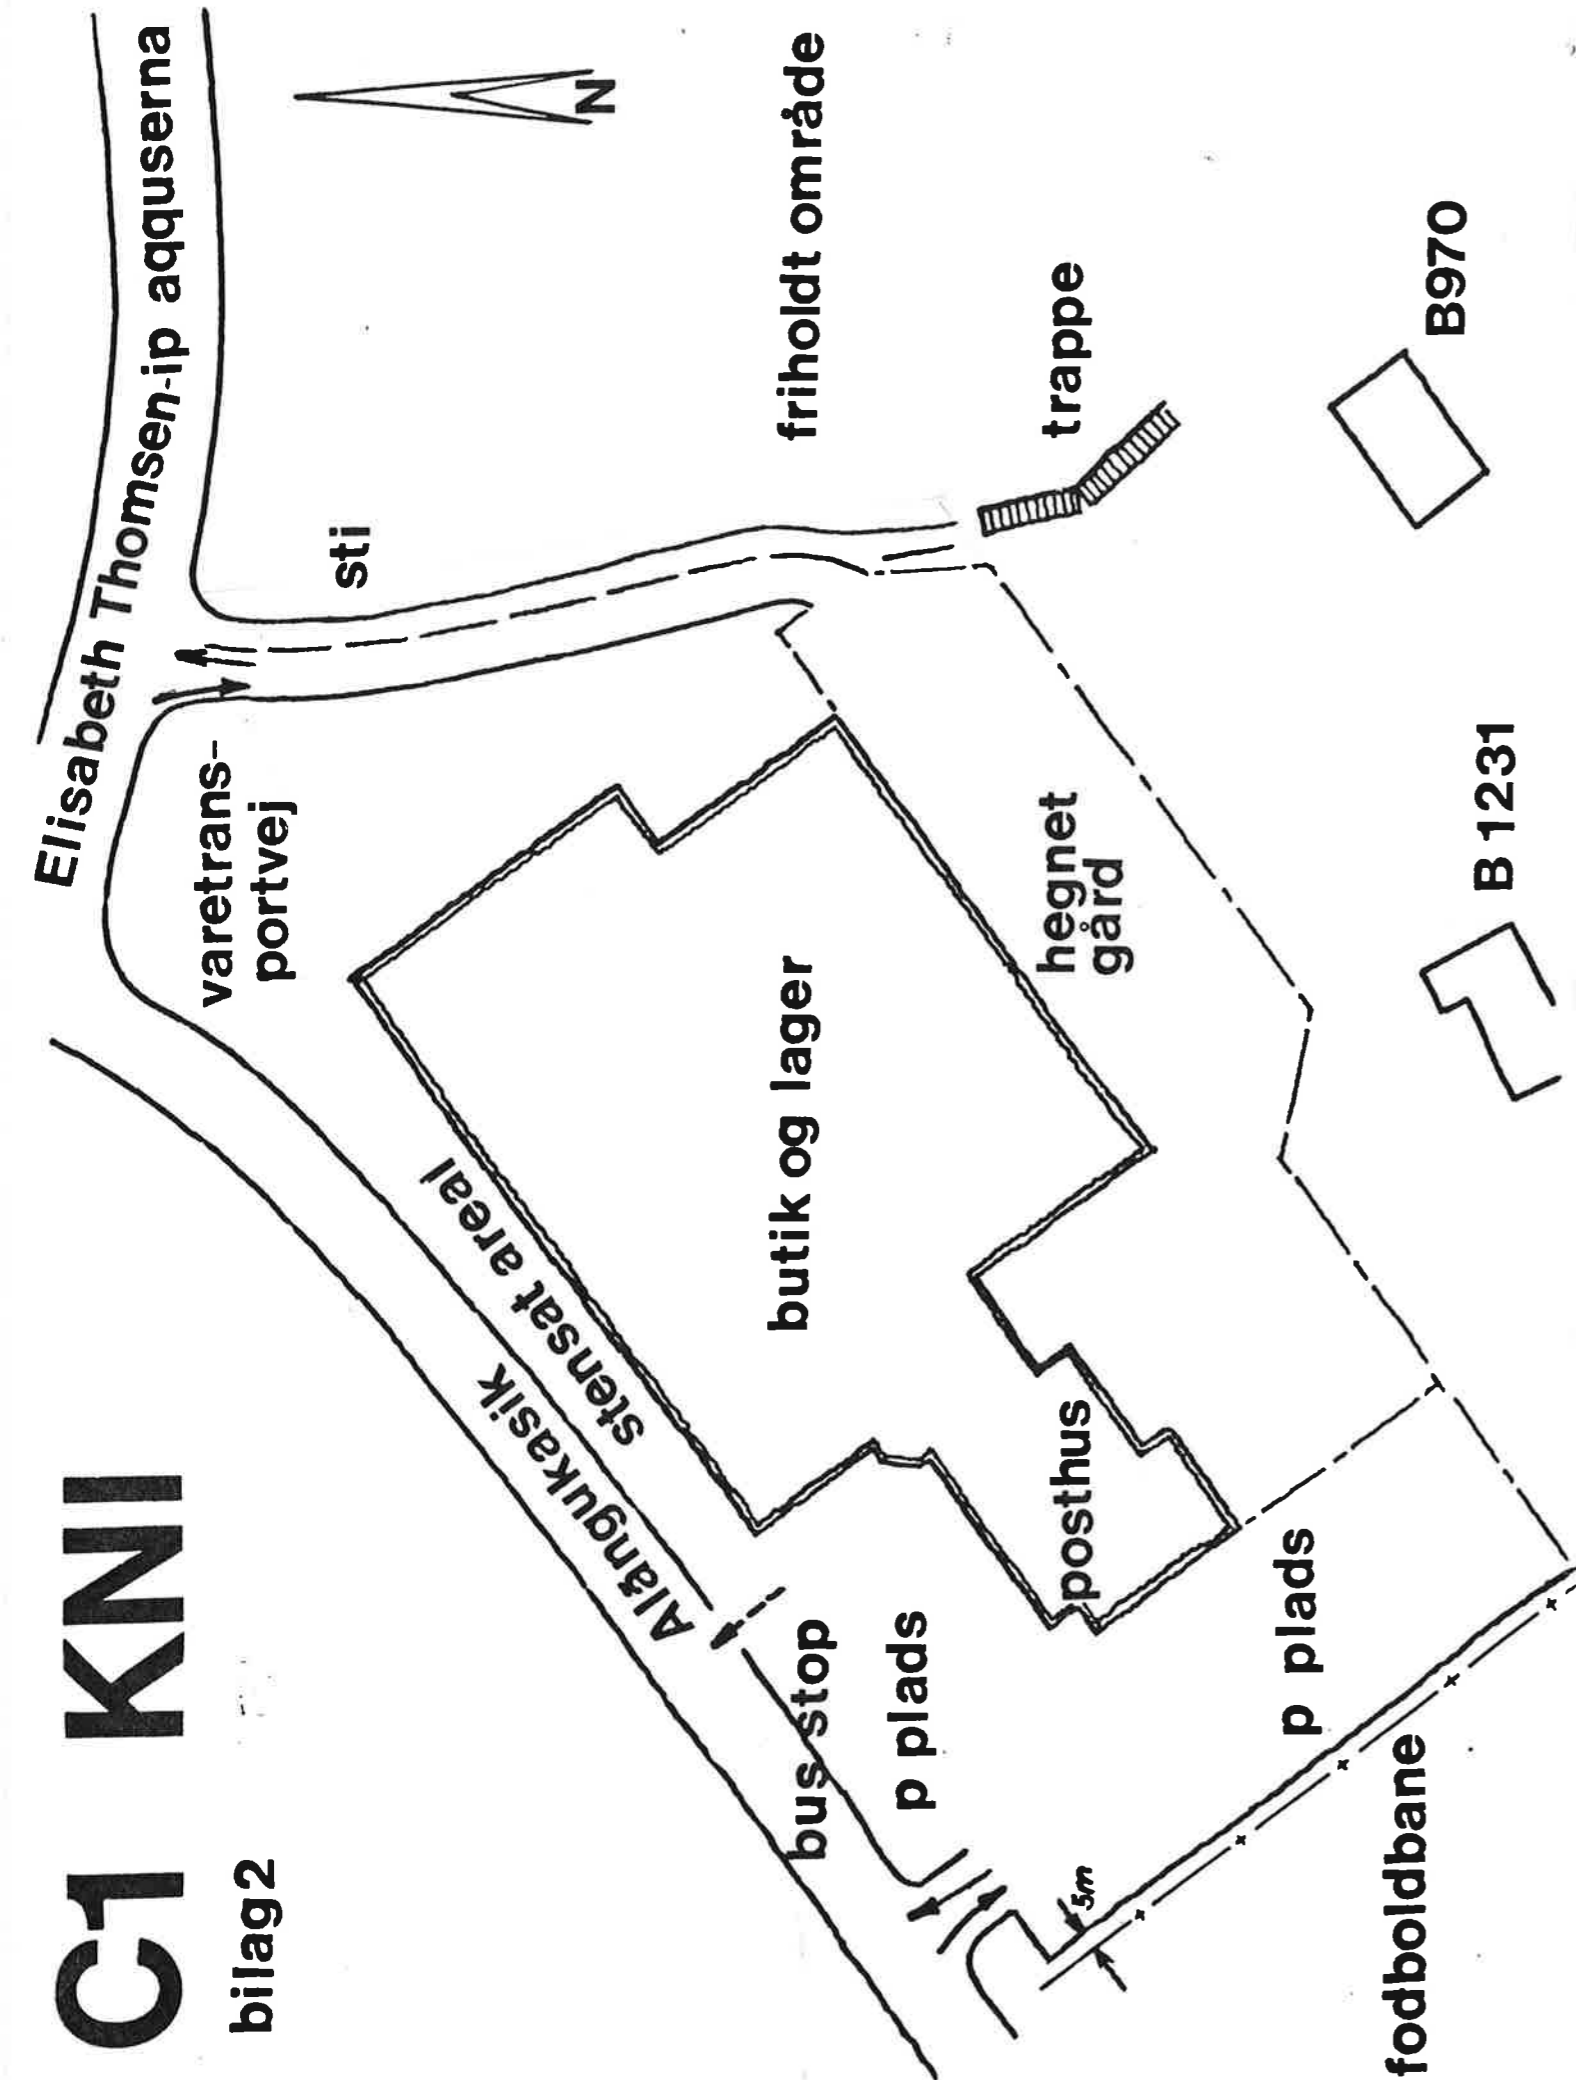 C1 KNI
bilag2
Elisabeth Thomsen-ip aqquserna
N
varetrans-
portvej
sti
friholdt område
stensat areal
Alångukasik
butik og lager
hegnet
gård
trappe
B970
B 1231
bus stop
p plads
posthus
p plads
5m
fodboldbane